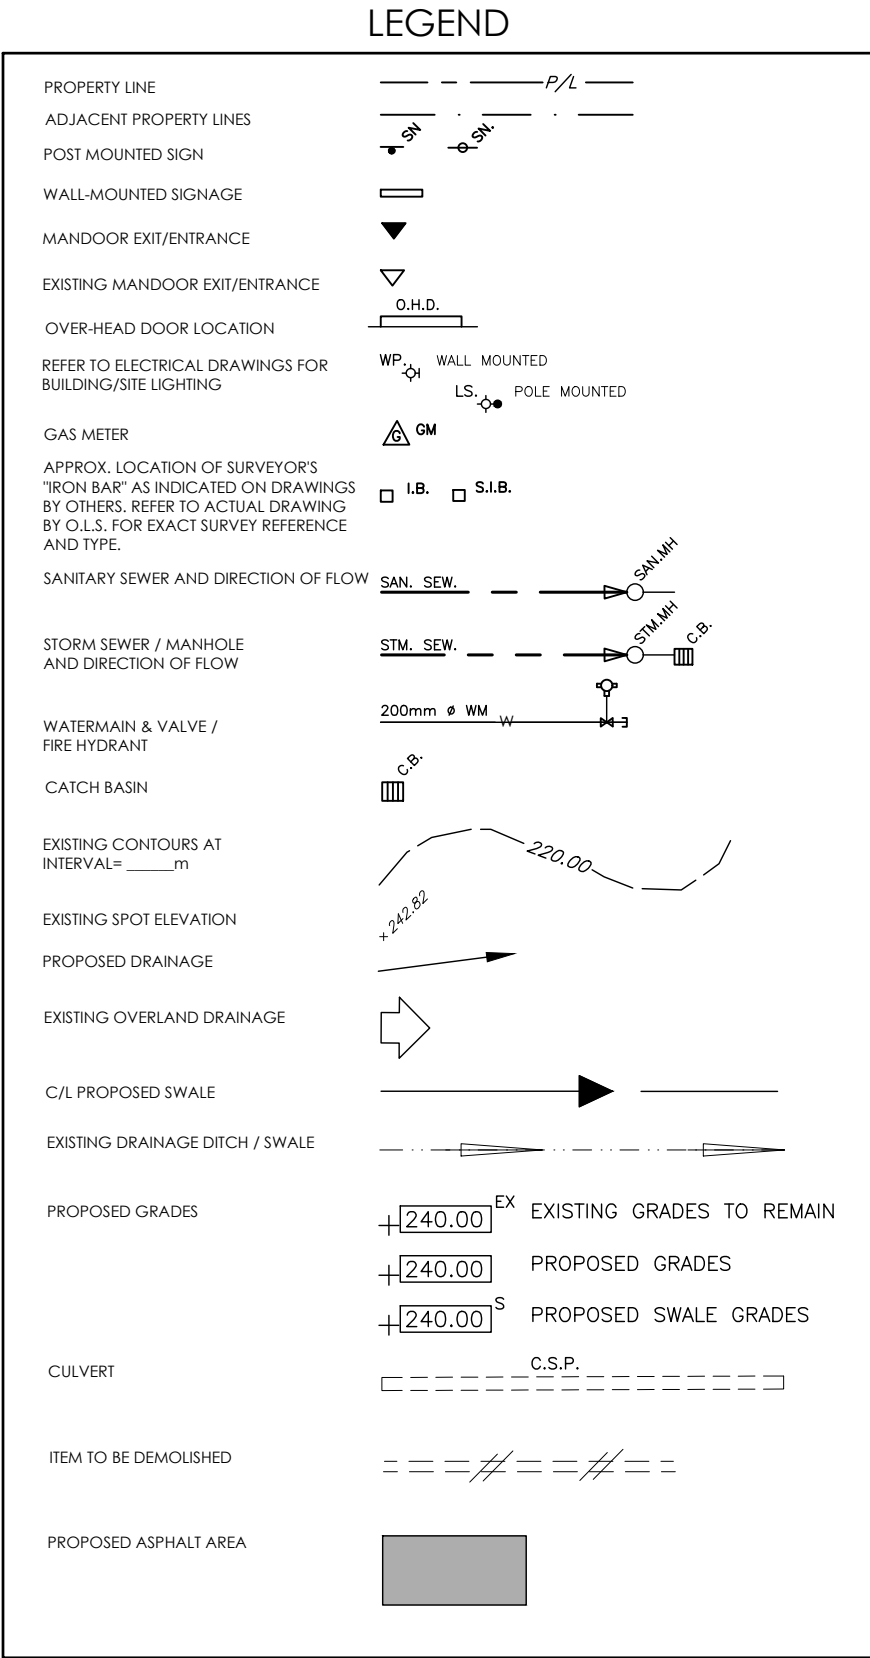 LEGEND
PROPERTY LINE
P/L
ADJACENT PROPERTY LINES
POST MOUNTED SIGN
SN
SN.
WALL-MOUNTED SIGNAGE
MANDOOR EXIT/ENTRANCE
EXISTING MANDOOR EXIT/ENTRANCE
OVER-HEAD DOOR LOCATION
O.H.D.
REFER TO ELECTRICAL DRAWINGS FOR
BUILDING/SITE LIGHTING
WP. WALL MOUNTED
LS. POLE MOUNTED
GAS METER
G GM
APPROX. LOCATION OF SURVEYOR'S
"IRON BAR" AS INDICATED ON DRAWINGS
BY OTHERS. REFER TO ACTUAL DRAWING
BY O.L.S. FOR EXACT SURVEY REFERENCE
AND TYPE.
I.B. S.I.B.
SANITARY SEWER AND DIRECTION OF FLOW
SAN. SEW.
SAN.MH
STORM SEWER / MANHOLE
AND DIRECTION OF FLOW
STM. SEW.
STM.MH
C.B.
WATERMAIN & VALVE /
FIRE HYDRANT
200mm ø WM
W
CATCH BASIN
C.B.
EXISTING CONTOURS AT
INTERVAL= ______m
220.00
EXISTING SPOT ELEVATION
+ 242.82
PROPOSED DRAINAGE
EXISTING OVERLAND DRAINAGE
C/L PROPOSED SWALE
EXISTING DRAINAGE DITCH / SWALE
PROPOSED GRADES
240.00 EX EXISTING GRADES TO REMAIN
240.00 PROPOSED GRADES
240.00 S PROPOSED SWALE GRADES
CULVERT
C.S.P.
ITEM TO BE DEMOLISHED
PROPOSED ASPHALT AREA